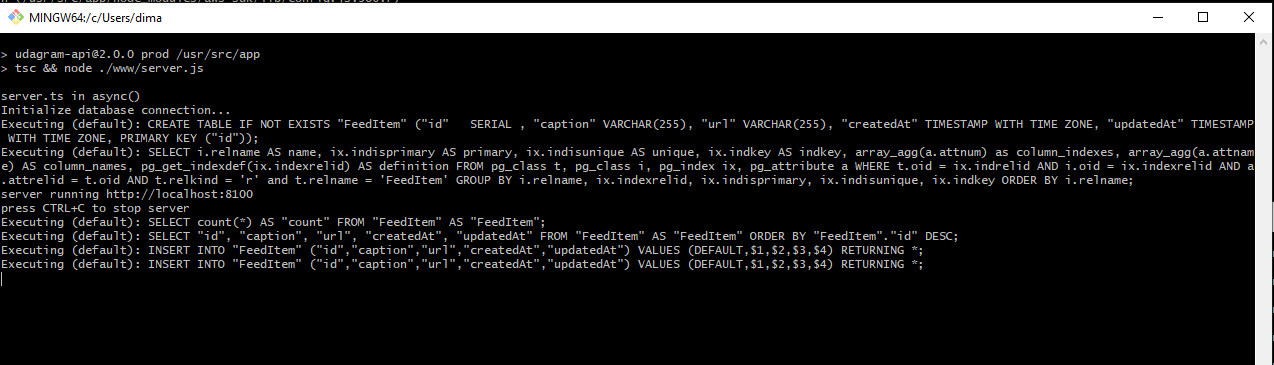 MINGW64:/c/Users/dima
> udagram-api@2.0.0 prod /usr/src/app
> tsc && node ./www/server.js
server.ts in async()
Initialize database connection...
Executing (default): CREATE TABLE IF NOT EXISTS "FeedItem" ("id"   SERIAL , "caption" VARCHAR(255), "url" VARCHAR(255), "createdAt" TIMESTAMP WITH TIME ZONE, "updatedAt" TIMESTAMP
 WITH TIME ZONE, PRIMARY KEY ("id"));
Executing (default): SELECT i.relname AS name, ix.indisprimary AS primary, ix.indisunique AS unique, ix.indkey AS indkey, array_agg(a.attnum) as column_indexes, array_agg(a.attnam
e) AS column_names, pg_get_indexdef(ix.indexrelid) AS definition FROM pg_class t, pg_class i, pg_index ix, pg_attribute a WHERE t.oid = ix.indrelid AND i.oid = ix.indexrelid AND a
.attrelid = t.oid AND t.relkind = 'r' and t.relname = 'FeedItem' GROUP BY i.relname, ix.indexrelid, ix.indisprimary, ix.indisunique, ix.indkey ORDER BY i.relname;
server running http://localhost:8100
press CTRL+C to stop server
Executing (default): SELECT count(*) AS "count" FROM "FeedItem" AS "FeedItem";
Executing (default): SELECT "id", "caption", "url", "createdAt", "updatedAt" FROM "FeedItem" AS "FeedItem" ORDER BY "FeedItem"."id" DESC;
Executing (default): INSERT INTO "FeedItem" ("id","caption","url","createdAt","updatedAt") VALUES (DEFAULT,$1,$2,$3,$4) RETURNING *;
Executing (default): INSERT INTO "FeedItem" ("id","caption","url","createdAt","updatedAt") VALUES (DEFAULT,$1,$2,$3,$4) RETURNING *;